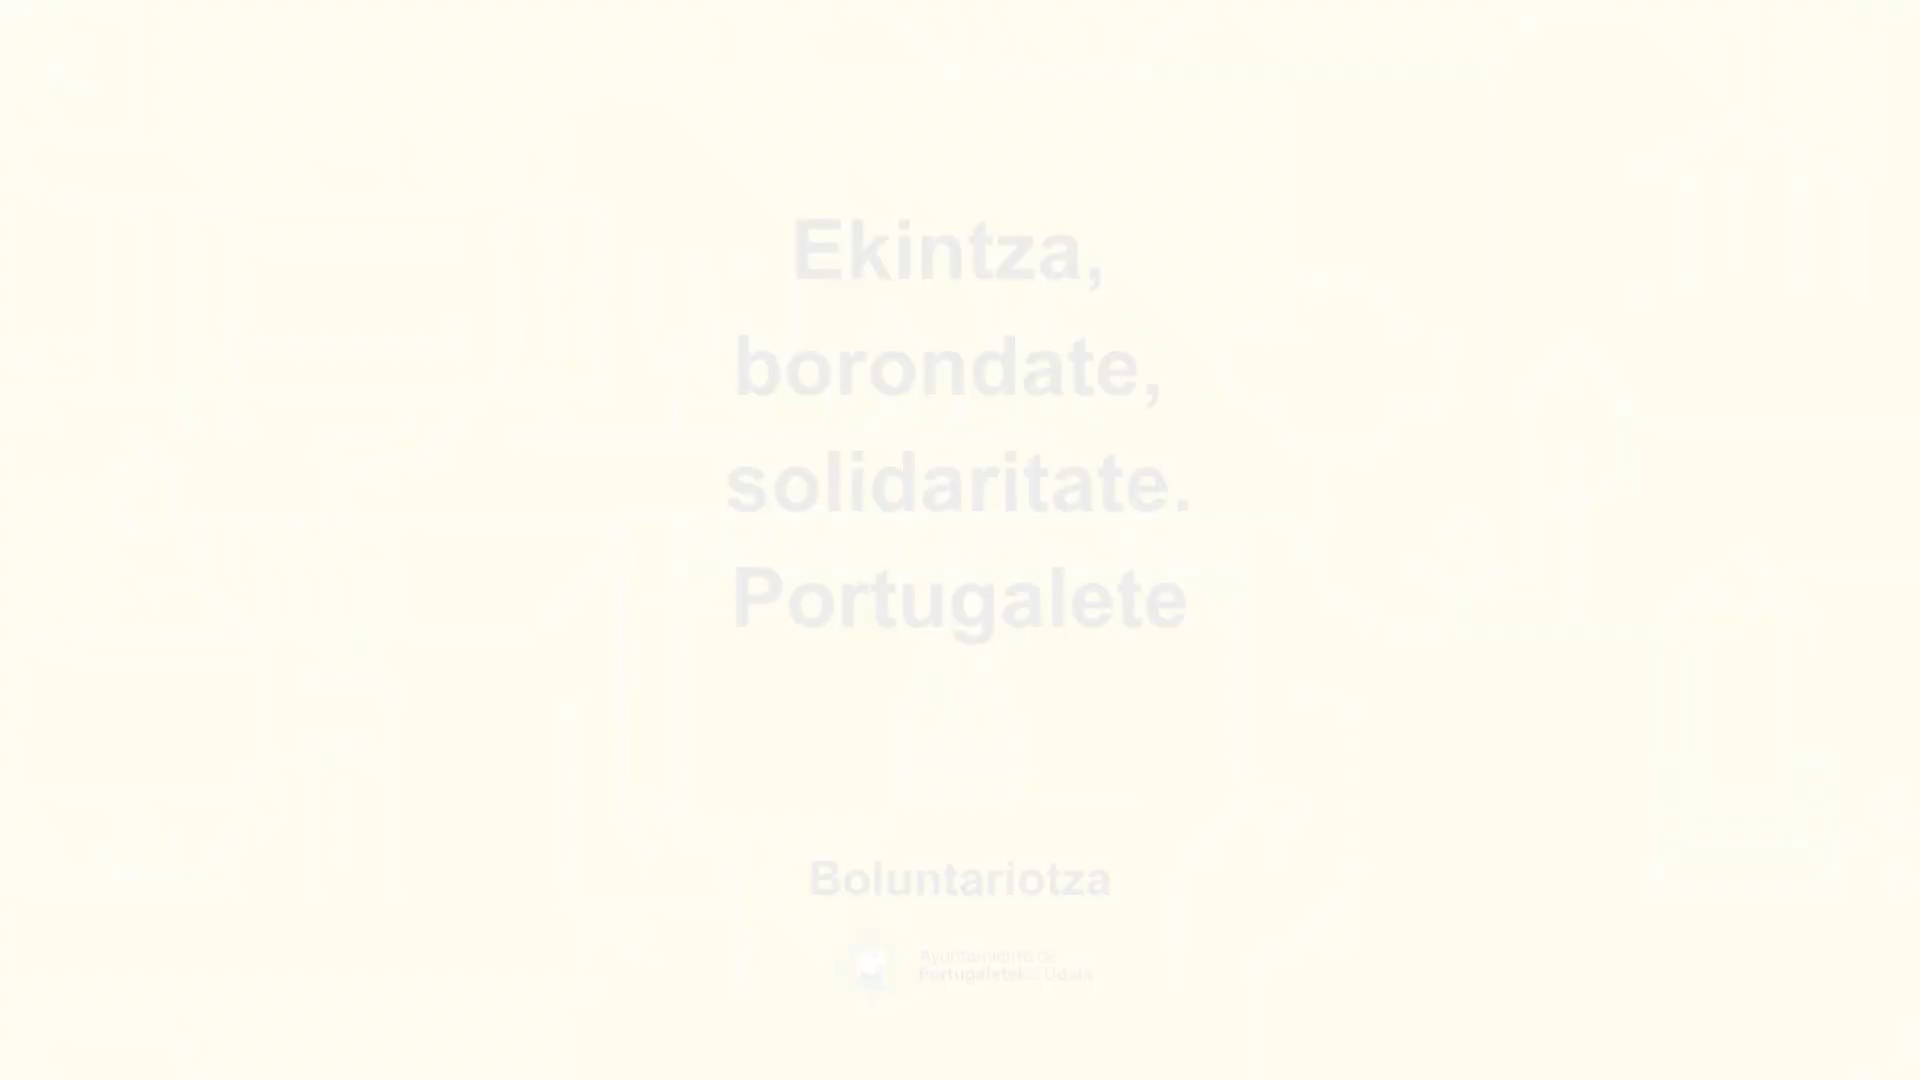 Ekintza,
borondate,
solidaritate.
Portugalete
Boluntariotza
Ayuntamiento de
Portugaleteko Udala